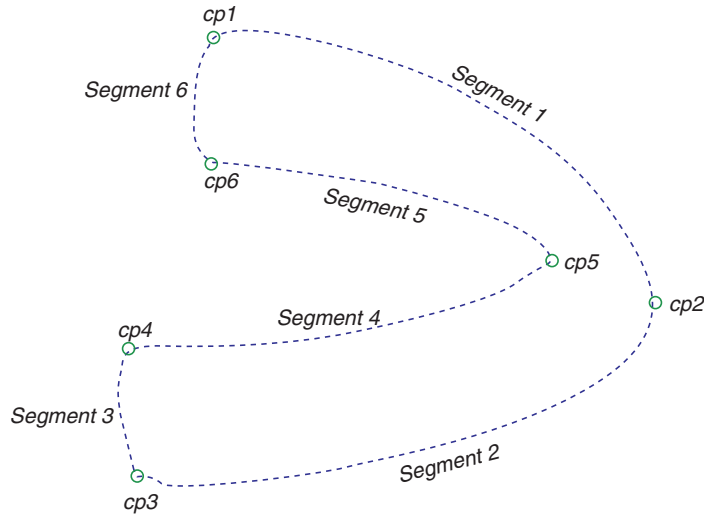 cp1
Segment 6
Segment 1
cp6
Segment 5
cp5
cp2
cp4
Segment 4
Segment 3
Segment 2
cp3